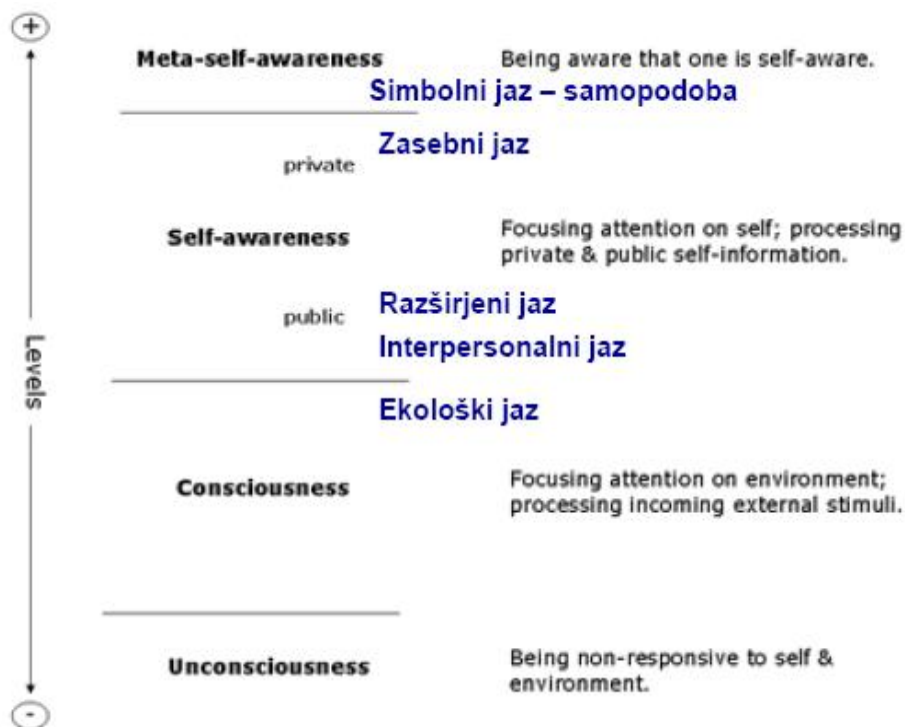 +
Meta-self-awareness Being aware that one is self-aware.
Simbolni jaz – samopodoba
Zasebni jaz
private
Self-awareness
Focusing attention on self; processing
private & public self-information.
Razširjeni jaz
public
Interpersonalni jaz
Levels
Ekološki jaz
Consciousness
Focusing attention on environment;
processing incoming external stimuli.
Unconsciousness
Being non-responsive to self &
environment.
-